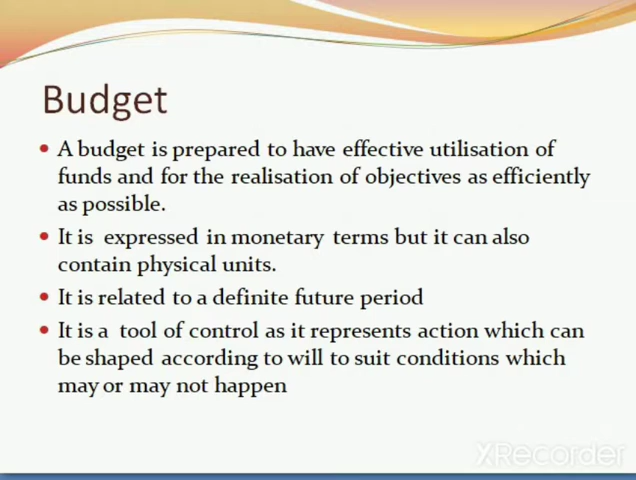 Budget
• A budget is prepared to have effective utilisation of
funds and for the realisation of objectives as efficiently
as possible.
• It is expressed in monetary terms but it can also
contain physical units.
• It is related to a definite future period
• It is a tool of control as it represents action which can
be shaped according to will to suit conditions which
may or may not happen
XRecorder